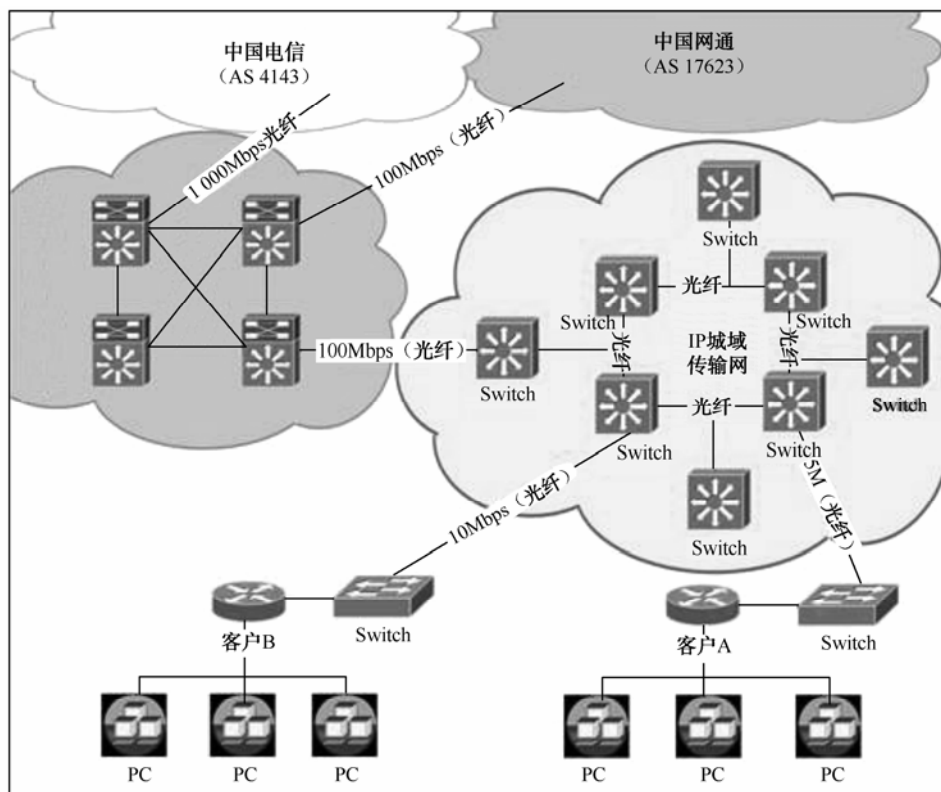 中国电信
（AS 4143）
中国网通
（AS 17623）
1 000Mbps光纤
100Mbps（光纤）
Switch
光纤
Switch
Switch
100Mbps（光纤）
Switch
光纤
IP城域
传输网
光纤
Switch
光纤
Switch
Switch
Switch
10Mbps（光纤）
5M（光纤）
Switch
Switch
客户B
客户A
PC
PC
PC
PC
PC
PC